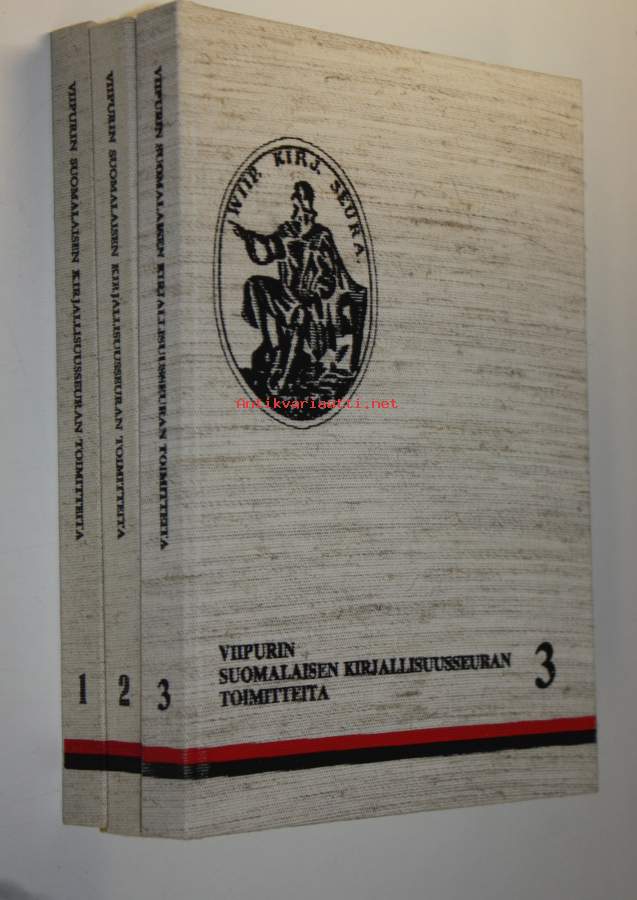 VIIPURIN SUOMALAISEN KIRJALLISUUSSEURAN TOIMITTEITA
1
VIIPURIN SUOMALAISEN KIRJALLISUUSSEURAN TOIMITTEITA
2
VIIPURIN SUOMALAISEN KIRJALLISUUSSEURAN TOIMITTEITA
3
WIIP. KIRJ. SEURA.
Antikvariaatti.net
VIIPURIN
SUOMALAISEN KIRJALLISUUSSEURAN
TOIMITTEITA
3